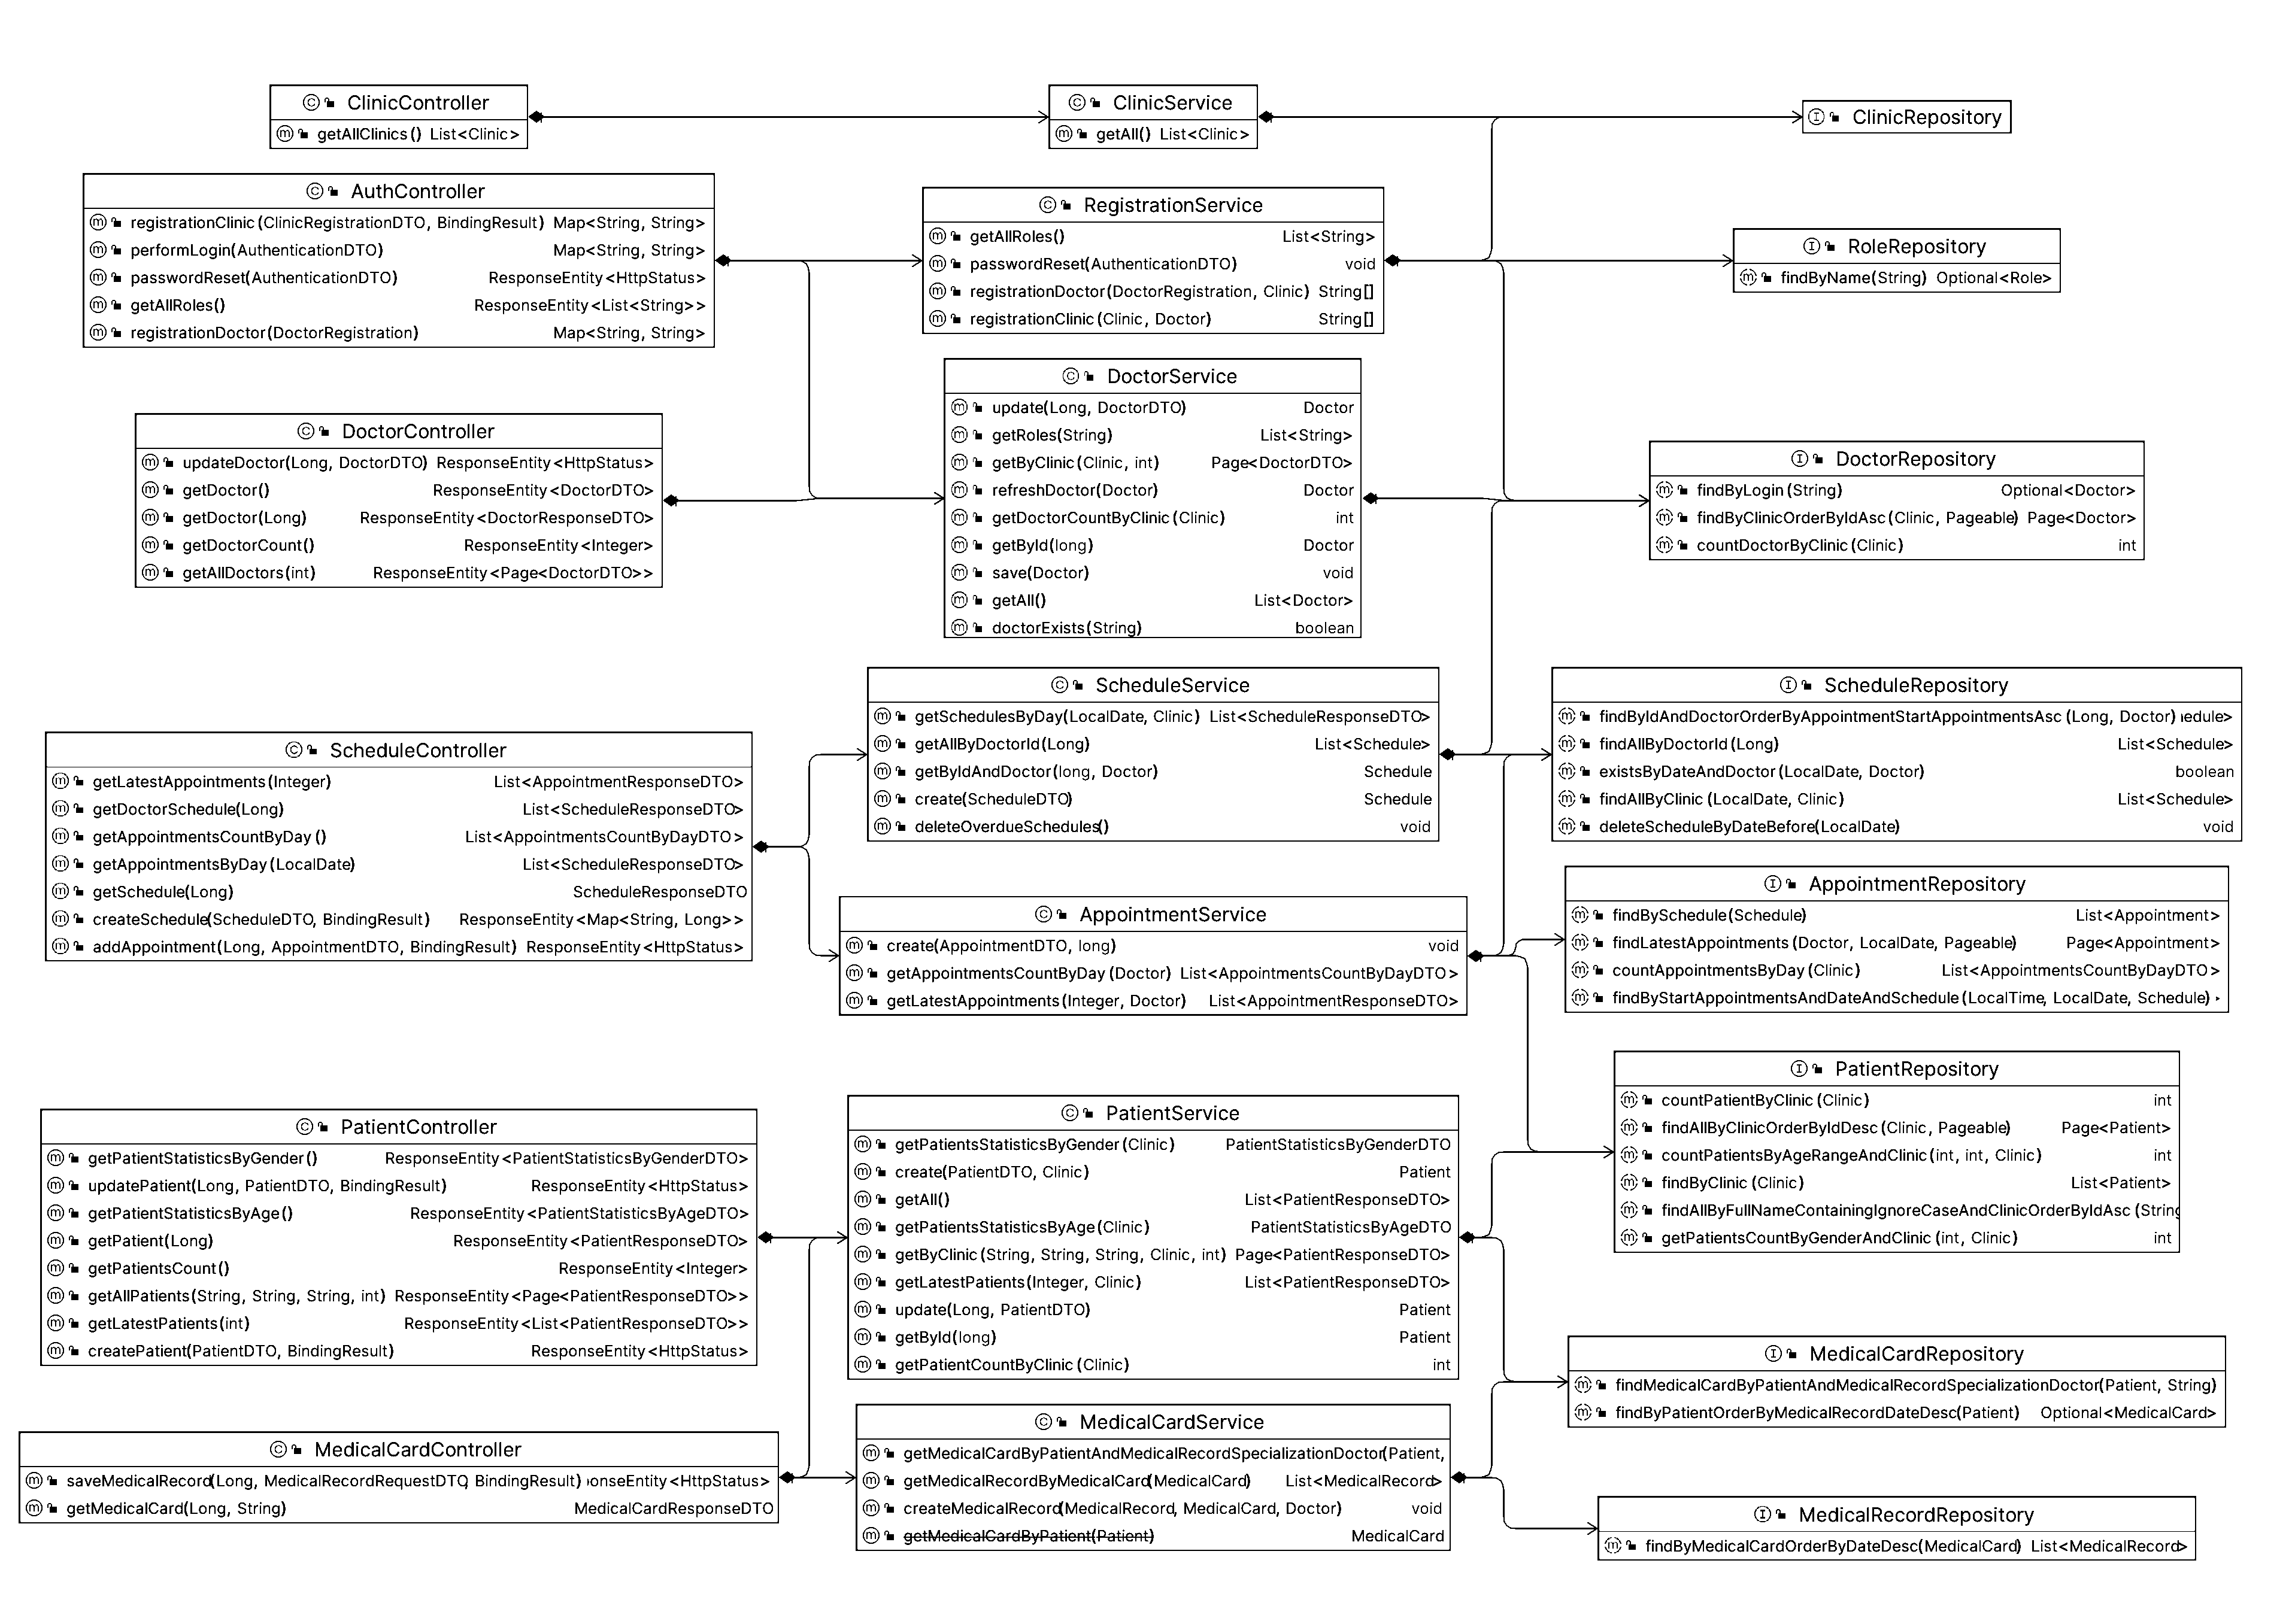 ClinicController
getAllClinics() List<Clinic>
ClinicService
getAll() List<Clinic>
ClinicRepository
AuthController
registrationClinic(ClinicRegistrationDTO, BindingResult) Map<String, String>
performLogin(AuthenticationDTO) Map<String, String>
passwordReset(AuthenticationDTO) ResponseEntity<HttpStatus>
getAllRoles() ResponseEntity<List<String>>
registrationDoctor(DoctorRegistration) Map<String, String>
RegistrationService
getAllRoles() List<String>
passwordReset(AuthenticationDTO) void
registrationDoctor(DoctorRegistration, Clinic) String[]
registrationClinic(Clinic, Doctor) String[]
RoleRepository
findByName(String) Optional<Role>
DoctorController
updateDoctor(Long, DoctorDTO) ResponseEntity<HttpStatus>
getDoctor() ResponseEntity<DoctorDTO>
getDoctor(Long) ResponseEntity<DoctorResponseDTO>
getDoctorCount() ResponseEntity<Integer>
getAllDoctors(int) ResponseEntity<Page<DoctorDTO>>
DoctorService
update(Long, DoctorDTO) Doctor
getRoles(String) List<String>
getByClinic(Clinic, int) Page<DoctorDTO>
refreshDoctor(Doctor) Doctor
getDoctorCountByClinic(Clinic) int
getById(long) Doctor
save(Doctor) void
getAll() List<Doctor>
doctorExists(String) boolean
DoctorRepository
findByLogin(String) Optional<Doctor>
findByClinicOrderByIdAsc(Clinic, Pageable) Page<Doctor>
countDoctorByClinic(Clinic) int
ScheduleController
getLatestAppointments(Integer) List<AppointmentResponseDTO>
getDoctorSchedule(Long) List<ScheduleResponseDTO>
getAppointmentsCountByDay() List<AppointmentsCountByDayDTO>
getAppointmentsByDay(LocalDate) List<ScheduleResponseDTO>
getSchedule(Long) ScheduleResponseDTO
createSchedule(ScheduleDTO, BindingResult) ResponseEntity<Map<String, Long>>
addAppointment(Long, AppointmentDTO, BindingResult) ResponseEntity<HttpStatus>
ScheduleService
getSchedulesByDay(LocalDate, Clinic) List<ScheduleResponseDTO>
getAllByDoctorId(Long) List<Schedule>
getByIdAndDoctor(long, Doctor) Schedule
create(ScheduleDTO) Schedule
deleteOverdueSchedules() void
ScheduleRepository
findByIdAndDoctorOrderByAppointmentStartAppointmentsAsc(Long, Doctor) edule>
findAllByDoctorId(Long) List<Schedule>
existsByDateAndDoctor(LocalDate, Doctor) boolean
findAllByClinic(LocalDate, Clinic) List<Schedule>
deleteScheduleByDateBefore(LocalDate) void
AppointmentService
create(AppointmentDTO, long) void
getAppointmentsCountByDay(Doctor) List<AppointmentsCountByDayDTO>
getLatestAppointments(Integer, Doctor) List<AppointmentResponseDTO>
AppointmentRepository
findBySchedule(Schedule) List<Appointment>
findLatestAppointments(Doctor, LocalDate, Pageable) Page<Appointment>
countAppointmentsByDay(Clinic) List<AppointmentsCountByDayDTO>
findByStartAppointmentsAndDateAndSchedule(LocalTime, LocalDate, Schedule)
PatientController
getPatientStatisticsByGender() ResponseEntity<PatientStatisticsByGenderDTO>
updatePatient(Long, PatientDTO, BindingResult) ResponseEntity<HttpStatus>
getPatientStatisticsByAge() ResponseEntity<PatientStatisticsByAgeDTO>
getPatient(Long) ResponseEntity<PatientResponseDTO>
getPatientsCount() ResponseEntity<Integer>
getAllPatients(String, String, String, int) ResponseEntity<Page<PatientResponseDTO>>
getLatestPatients(int) ResponseEntity<List<PatientResponseDTO>>
createPatient(PatientDTO, BindingResult) ResponseEntity<HttpStatus>
PatientService
getPatientsStatisticsByGender(Clinic) PatientStatisticsByGenderDTO
create(PatientDTO, Clinic) Patient
getAll() List<PatientResponseDTO>
getPatientsStatisticsByAge(Clinic) PatientStatisticsByAgeDTO
getByClinic(String, String, String, Clinic, int) Page<PatientResponseDTO>
getLatestPatients(Integer, Clinic) List<PatientResponseDTO>
update(Long, PatientDTO) Patient
getById(long) Patient
getPatientCountByClinic(Clinic) int
PatientRepository
countPatientByClinic(Clinic) int
findAllByClinicOrderByIdDesc(Clinic, Pageable) Page<Patient>
countPatientsByAgeRangeAndClinic(int, int, Clinic) int
findByClinic(Clinic) List<Patient>
findAllByFullNameContainingIgnoreCaseAndClinicOrderByIdAsc(String
getPatientsCountByGenderAndClinic(int, Clinic) int
MedicalCardController
saveMedicalRecord(Long, MedicalRecordRequestDTO, BindingResult) onseEntity<HttpStatus>
getMedicalCard(Long, String) MedicalCardResponseDTO
MedicalCardService
getMedicalCardByPatientAndMedicalRecordSpecializationDoctor(Patient,
getMedicalRecordByMedicalCard(MedicalCard) List<MedicalRecord>
createMedicalRecord(MedicalRecord, MedicalCard, Doctor) void
getMedicalCardByPatient(Patient) MedicalCard
MedicalCardRepository
findMedicalCardByPatientAndMedicalRecordSpecializationDoctor(Patient, String)
findByPatientOrderByMedicalRecordDateDesc(Patient) Optional<MedicalCard>
MedicalRecordRepository
findByMedicalCardOrderByDateDesc(MedicalCard) List<MedicalRecord>